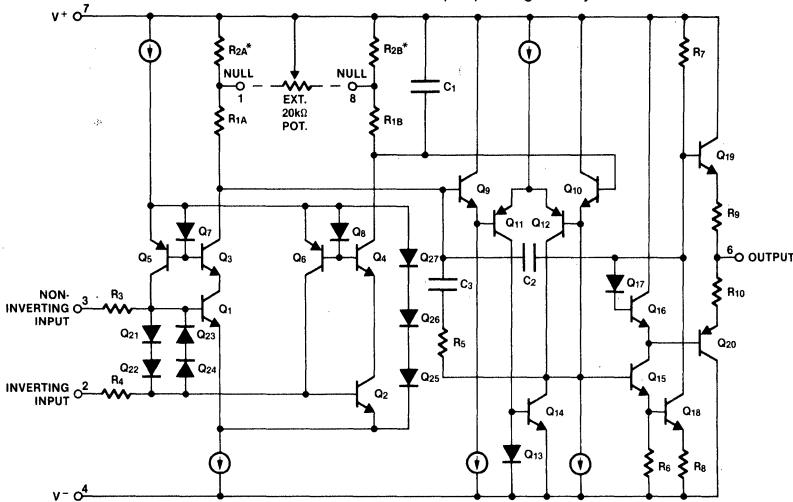 V+ 7
R2A* R2B* R7
NULL NULL
1 8
EXT.
20kΩ
POT.
C1
R1A R1B
Q19
Q9 Q10
Q11 Q12
R9
Q7 Q8
Q5 Q3 Q6 Q4 Q27
6 OUTPUT
C2
Q17
Q16
C3
R10
NON-
INVERTING
INPUT
3 R3 Q1
Q21 Q23
Q26
R5
Q20
Q22 Q24
Q25
Q15
INVERTING
INPUT
2 R4 Q2
Q14 Q18
Q13
R6 R8
V− 4